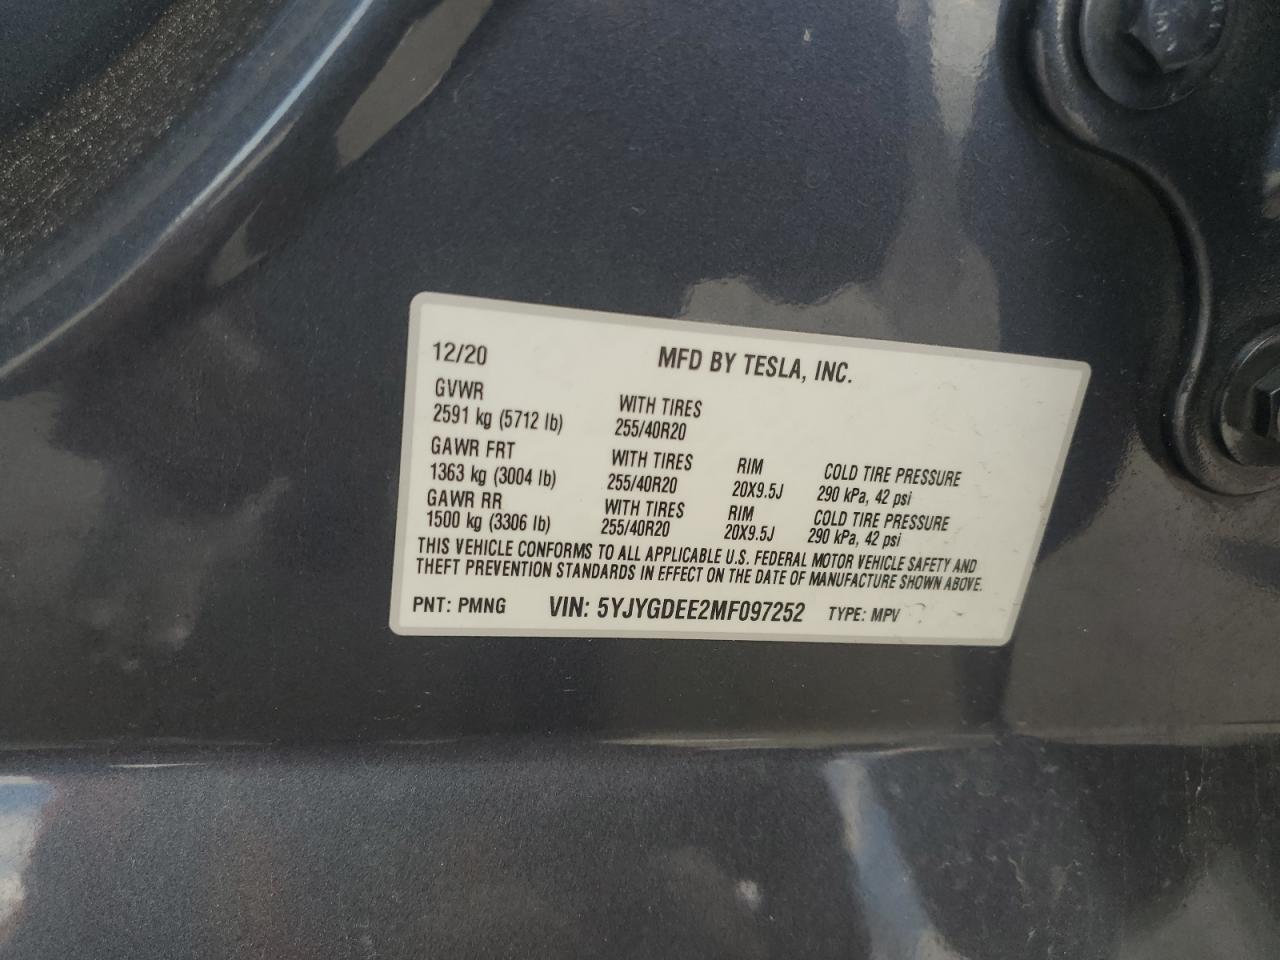 12/20 MFD BY TESLA, INC.
GVWR
2591 kg (5712 lb)
WITH TIRES
255/40R20
GAWR FRT
1363 kg (3004 lb)
WITH TIRES
255/40R20
RIM
20X9.5J
COLD TIRE PRESSURE
290 kPa, 42 psi
GAWR RR
1500 kg (3306 lb)
WITH TIRES
255/40R20
RIM
20X9.5J
COLD TIRE PRESSURE
290 kPa, 42 psi
THIS VEHICLE CONFORMS TO ALL APPLICABLE U.S. FEDERAL MOTOR VEHICLE SAFETY AND
THEFT PREVENTION STANDARDS IN EFFECT ON THE DATE OF MANUFACTURE SHOWN ABOVE.
PNT: PMNG VIN: 5YJYGDEE2MF097252 TYPE: MPV